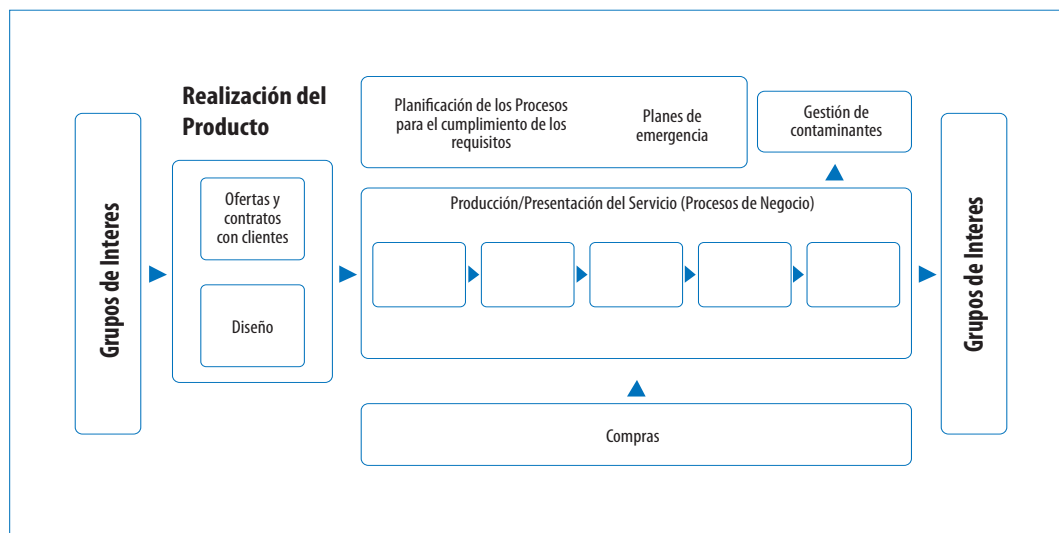 Grupos de Interes
Realización del
Producto
Ofertas y
contratos
con clientes
Diseño
Planificación de los Procesos
para el cumplimiento de los
requisitos
Planes de
emergencia
Gestión de
contaminantes
Producción/Presentación del Servicio (Procesos de Negocio)
Compras
Grupos de Interes